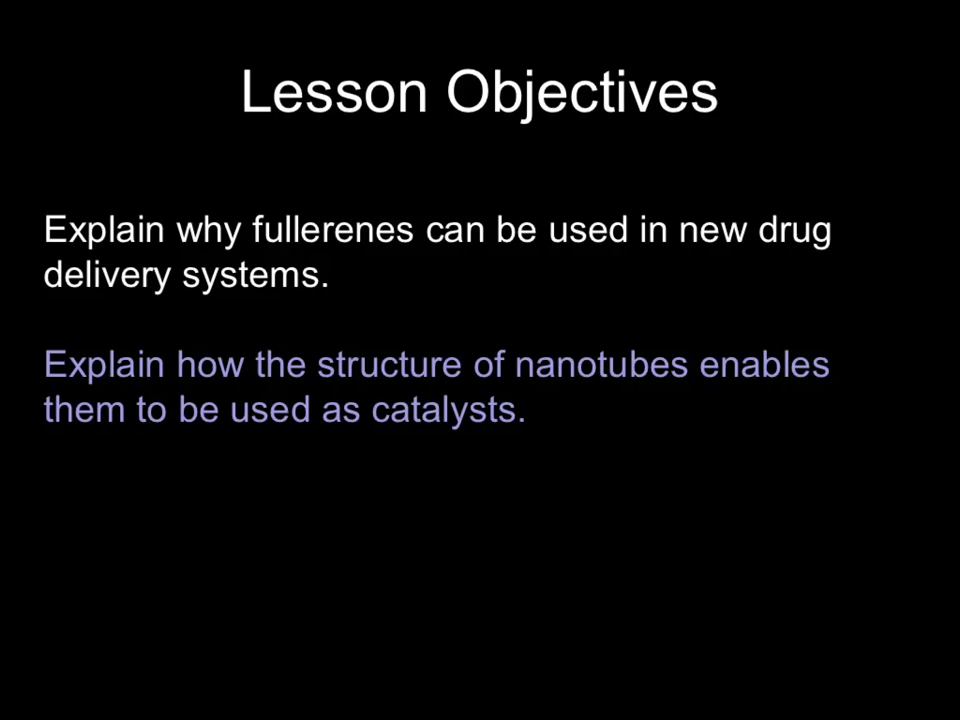 Lesson Objectives
Explain why fullerenes can be used in new drug
delivery systems.
Explain how the structure of nanotubes enables
them to be used as catalysts.